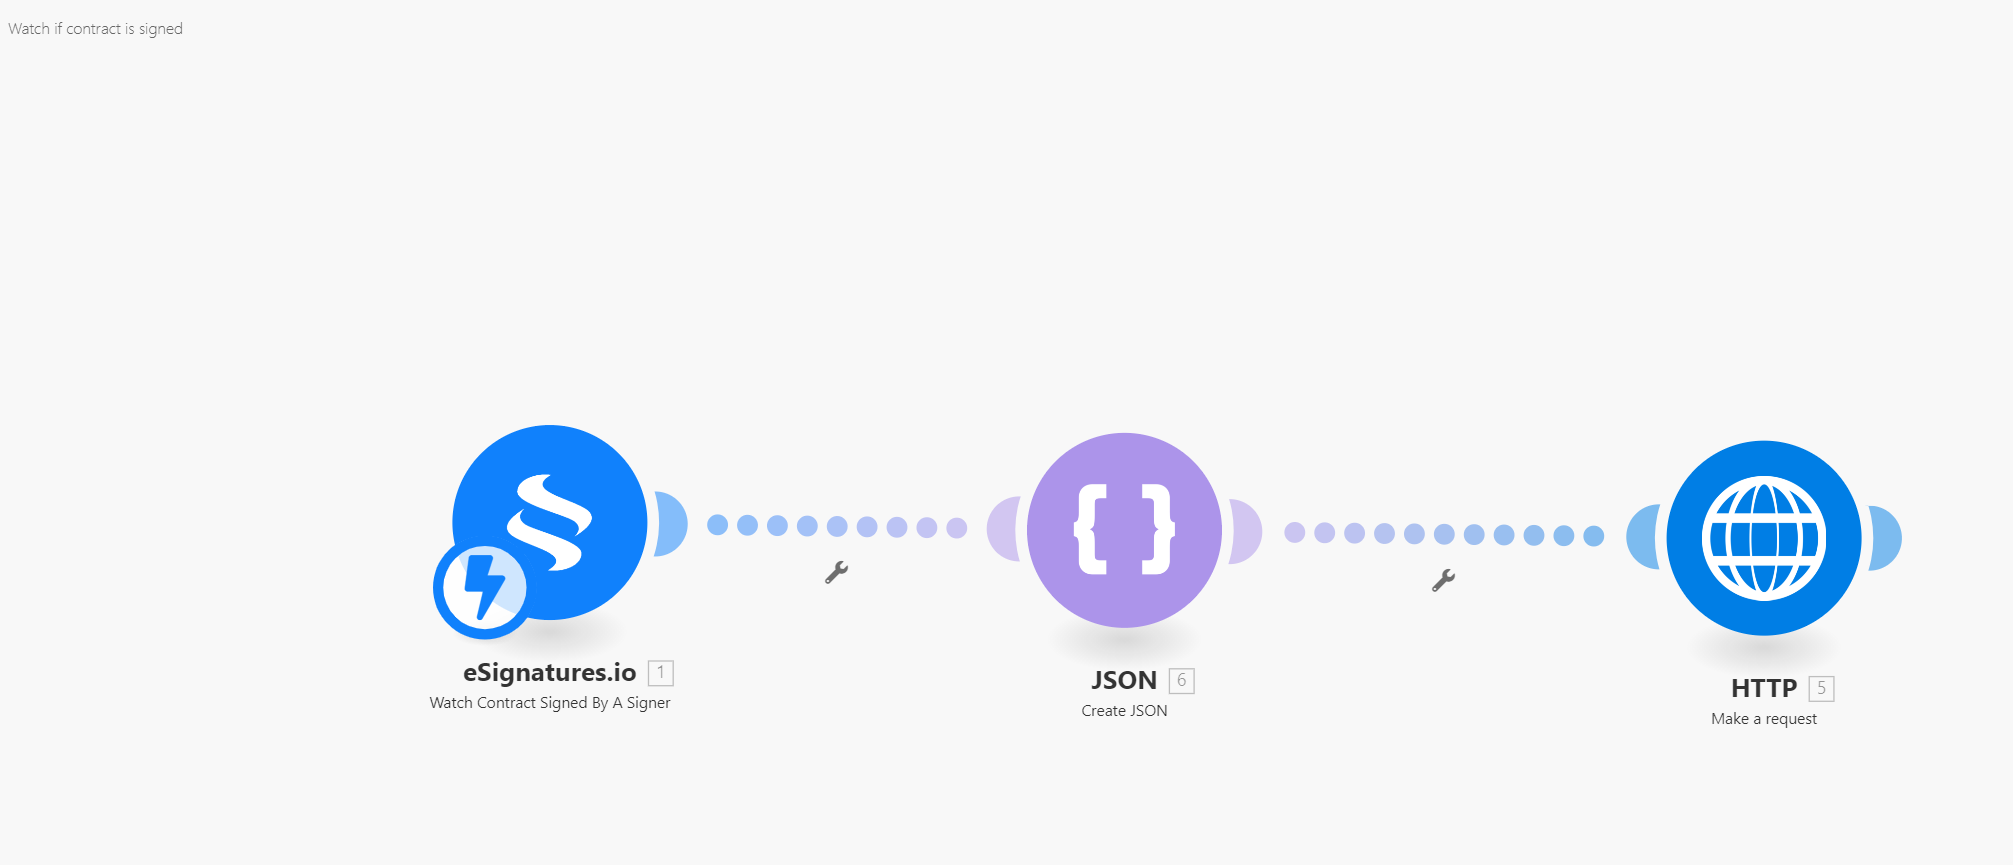 Watch if contract is signed
eSignatures.io 1
Watch Contract Signed By A Signer
JSON 6
Create JSON
HTTP 5
Make a request